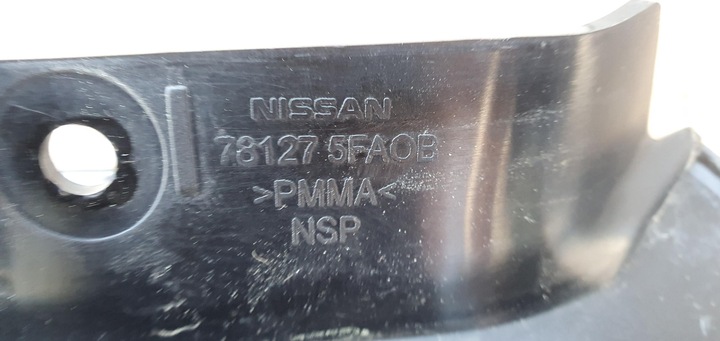 NISSAN
78127 5FA0B
>PMMA<
NSP